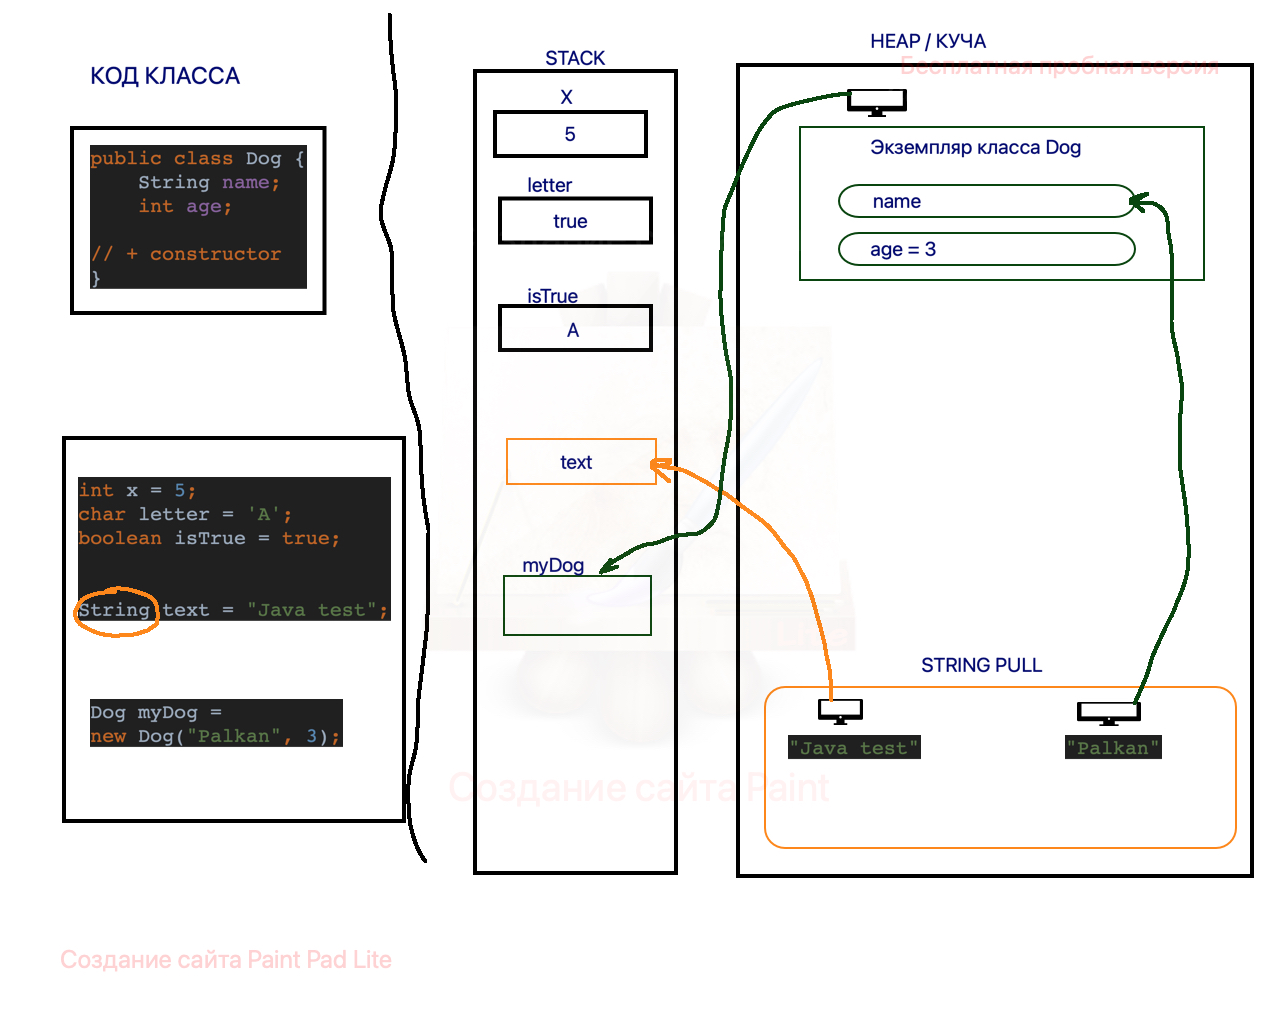 КОД КЛАССА
public class Dog {
String name;
int age;
// + constructor
}
int x = 5;
char letter = 'A';
boolean isTrue = true;
String text = "Java test";
Dog myDog =
new Dog("Palkan", 3);
STACK
X
5
letter
true
isTrue
A
text
myDog
HEAP / КУЧА
Бесплатная пробная версия
Экземпляр класса Dog
name
age = 3
STRING PULL
"Java test"
"Palkan"
Создание сайта Paint
Создание сайта Paint Pad Lite